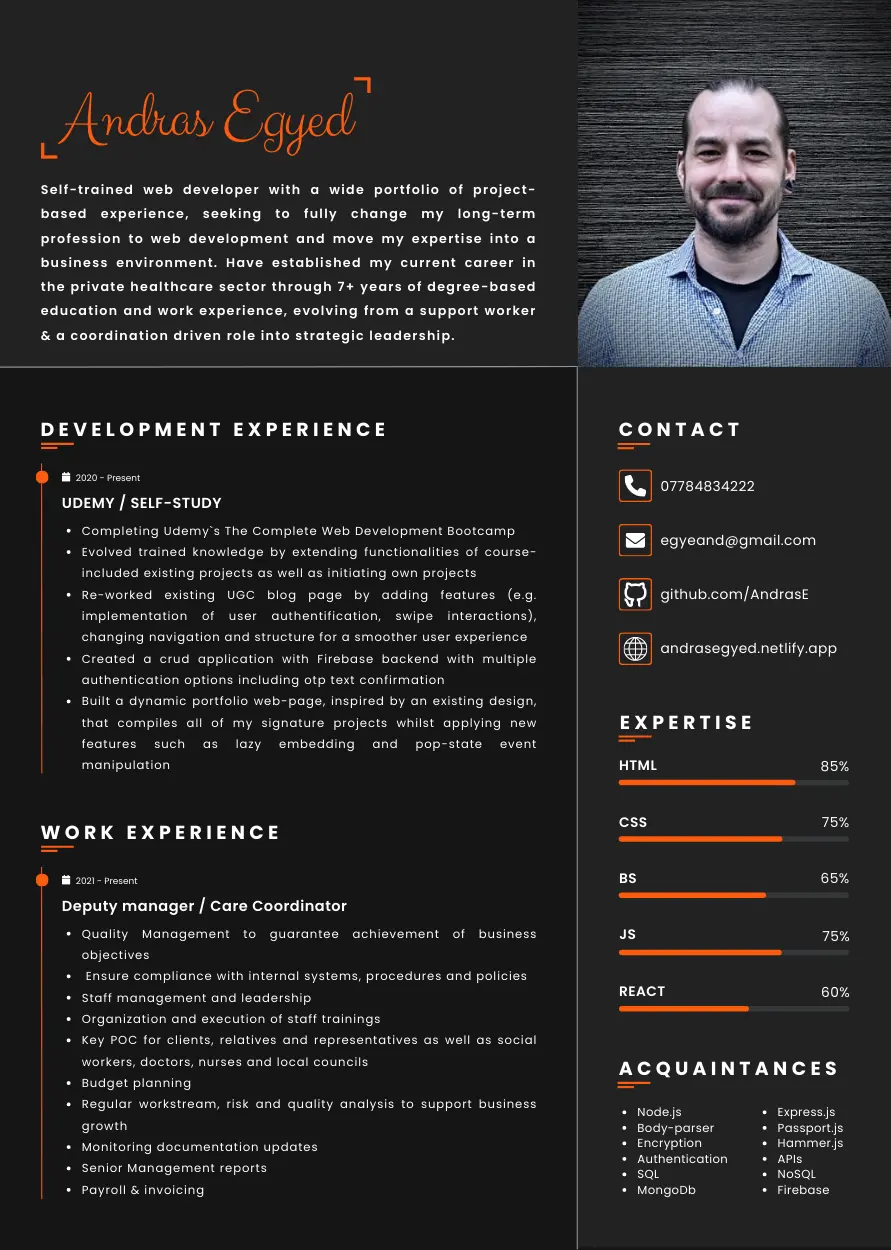 Andras Egyed
Self-trained web developer with a wide portfolio of project-
based experience, seeking to fully change my long-term
profession to web development and move my expertise into a
business environment. Have established my current career in
the private healthcare sector through 7+ years of degree-based
education and work experience, evolving from a support worker
& a coordination driven role into strategic leadership.
DEVELOPMENT EXPERIENCE
2020 - Present
UDEMY / SELF-STUDY
• Completing Udemy`s The Complete Web Development Bootcamp
• Evolved trained knowledge by extending functionalities of course-
included existing projects as well as initiating own projects
• Re-worked existing UGC blog page by adding features (e.g.
implementation of user authentification, swipe interactions),
changing navigation and structure for a smoother user experience
• Created a crud application with Firebase backend with multiple
authentication options including otp text confirmation
• Built a dynamic portfolio web-page, inspired by an existing design,
that compiles all of my signature projects whilst applying new
features such as lazy embedding and pop-state event
manipulation
WORK EXPERIENCE
2021 - Present
Deputy manager / Care Coordinator
• Quality Management to guarantee achievement of business
objectives
• Ensure compliance with internal systems, procedures and policies
• Staff management and leadership
• Organization and execution of staff trainings
• Key POC for clients, relatives and representatives as well as social
workers, doctors, nurses and local councils
• Budget planning
• Regular workstream, risk and quality analysis to support business
growth
• Monitoring documentation updates
• Senior Management reports
• Payroll & invoicing
CONTACT
07784834222
egyeand@gmail.com
github.com/AndrasE
andrasegyed.netlify.app
EXPERTISE
HTML 85%
CSS 75%
BS 65%
JS 75%
REACT 60%
ACQUAINTANCES
• Node.js
• Body-parser
• Encryption
• Authentication
• SQL
• MongoDb
• Express.js
• Passport.js
• Hammer.js
• APIs
• NoSQL
• Firebase